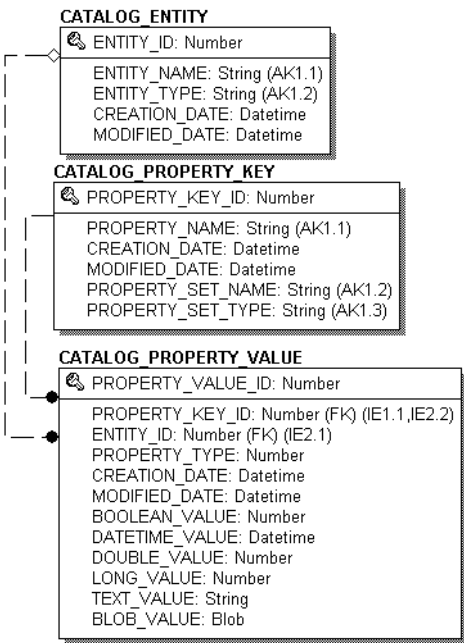 CATALOG_ENTITY
ENTITY_ID: Number
ENTITY_NAME: String (AK1.1)
ENTITY_TYPE: String (AK1.2)
CREATION_DATE: Datetime
MODIFIED_DATE: Datetime
CATALOG_PROPERTY_KEY
PROPERTY_KEY_ID: Number
PROPERTY_NAME: String (AK1.1)
CREATION_DATE: Datetime
MODIFIED_DATE: Datetime
PROPERTY_SET_NAME: String (AK1.2)
PROPERTY_SET_TYPE: String (AK1.3)
CATALOG_PROPERTY_VALUE
PROPERTY_VALUE_ID: Number
PROPERTY_KEY_ID: Number (FK) (IE1.1,IE2.2)
ENTITY_ID: Number (FK) (IE2.1)
PROPERTY_TYPE: Number
CREATION_DATE: Datetime
MODIFIED_DATE: Datetime
BOOLEAN_VALUE: Number
DATETIME_VALUE: Datetime
DOUBLE_VALUE: Number
LONG_VALUE: Number
TEXT_VALUE: String
BLOB_VALUE: Blob